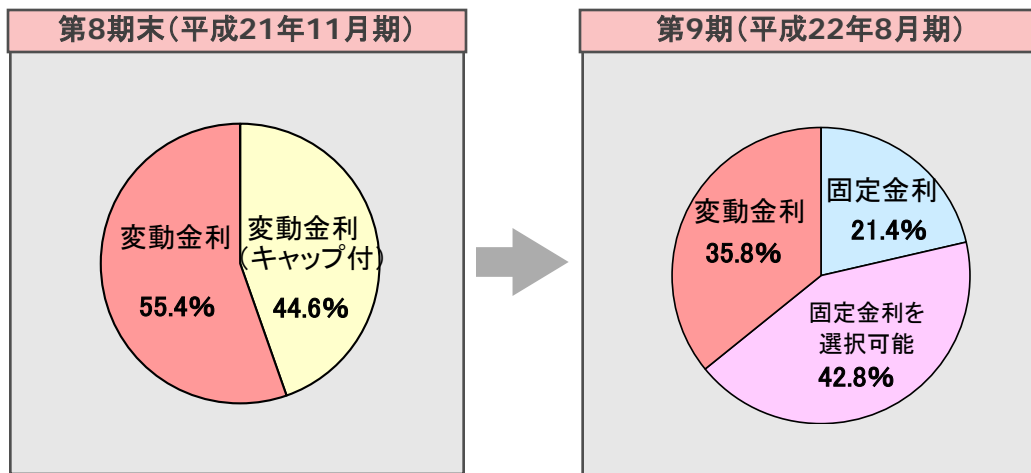 第8期末(平成21年11月期)
変動金利
55.4%
変動金利
(キャップ付)
44.6%
第9期(平成22年8月期)
変動金利
35.8%
固定金利
21.4%
固定金利を
選択可能
42.8%